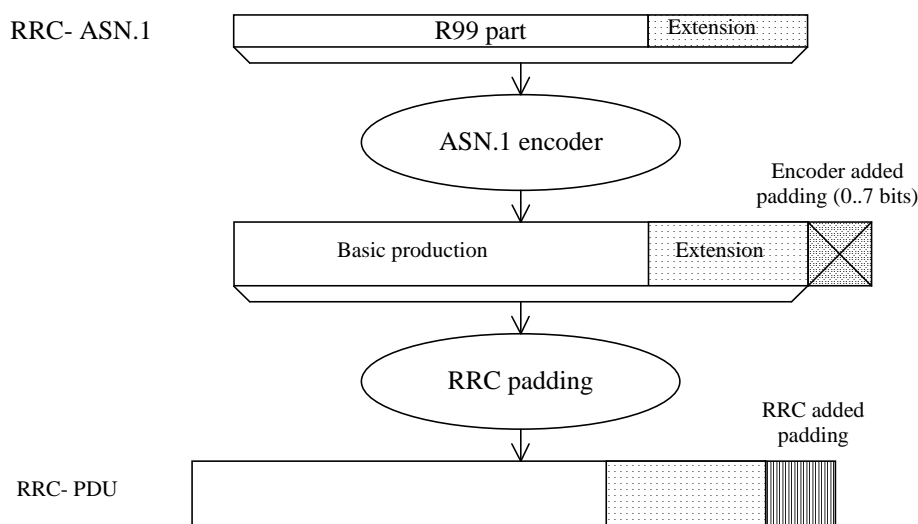 RRC- ASN.1
R99 part
Extension
ASN.1 encoder
Encoder added
padding (0..7 bits)
Basic production
Extension
RRC padding
RRC added
padding
RRC- PDU